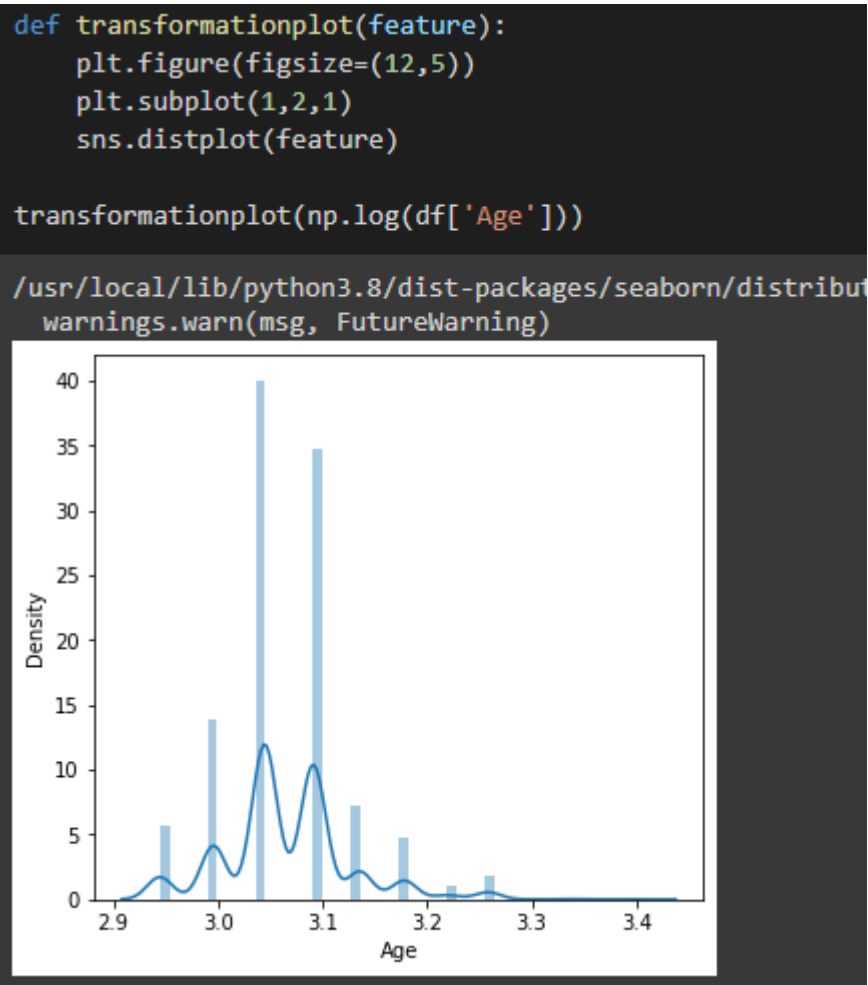 def transformationplot(feature):
    plt.figure(figsize=(12,5))
    plt.subplot(1,2,1)
    sns.distplot(feature)
transformationplot(np.log(df['Age']))
/usr/local/lib/python3.8/dist-packages/seaborn/distribut
  warnings.warn(msg, FutureWarning)
40
35
30
25
20
15
10
5
0
Density
2.9 3.0 3.1 3.2 3.3 3.4
Age